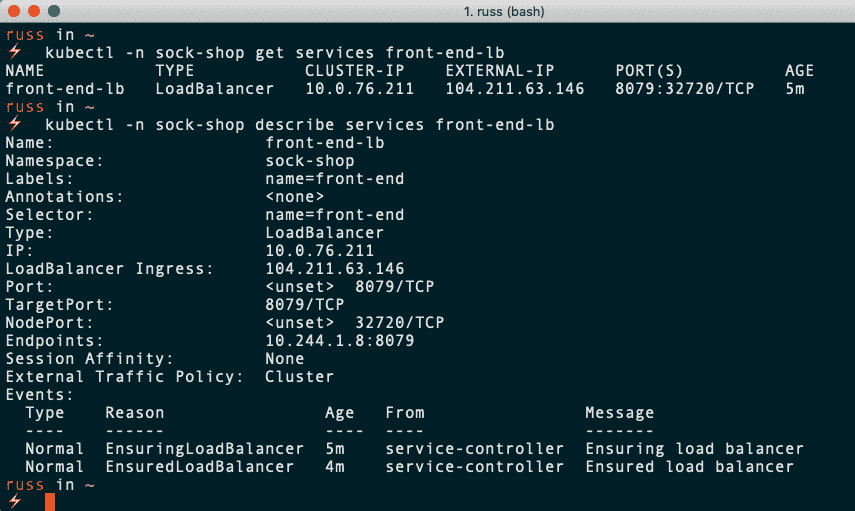 1. russ (bash)
russ in ~
⚡ kubectl -n sock-shop get services front-end-lb
NAME TYPE CLUSTER-IP EXTERNAL-IP PORT(S) AGE
front-end-lb LoadBalancer 10.0.76.211 104.211.63.146 8079:32720/TCP 5m
russ in ~
⚡ kubectl -n sock-shop describe services front-end-lb
Name: front-end-lb
Namespace: sock-shop
Labels: name=front-end
Annotations: <none>
Selector: name=front-end
Type: LoadBalancer
IP: 10.0.76.211
LoadBalancer Ingress: 104.211.63.146
Port: <unset> 8079/TCP
TargetPort: 8079/TCP
NodePort: <unset> 32720/TCP
Endpoints: 10.244.1.8:8079
Session Affinity: None
External Traffic Policy: Cluster
Events:
Type Reason Age From Message
---- ------ ---- ---- -------
Normal EnsuringLoadBalancer 5m service-controller Ensuring load balancer
Normal EnsuredLoadBalancer 4m service-controller Ensured load balancer
russ in ~
⚡